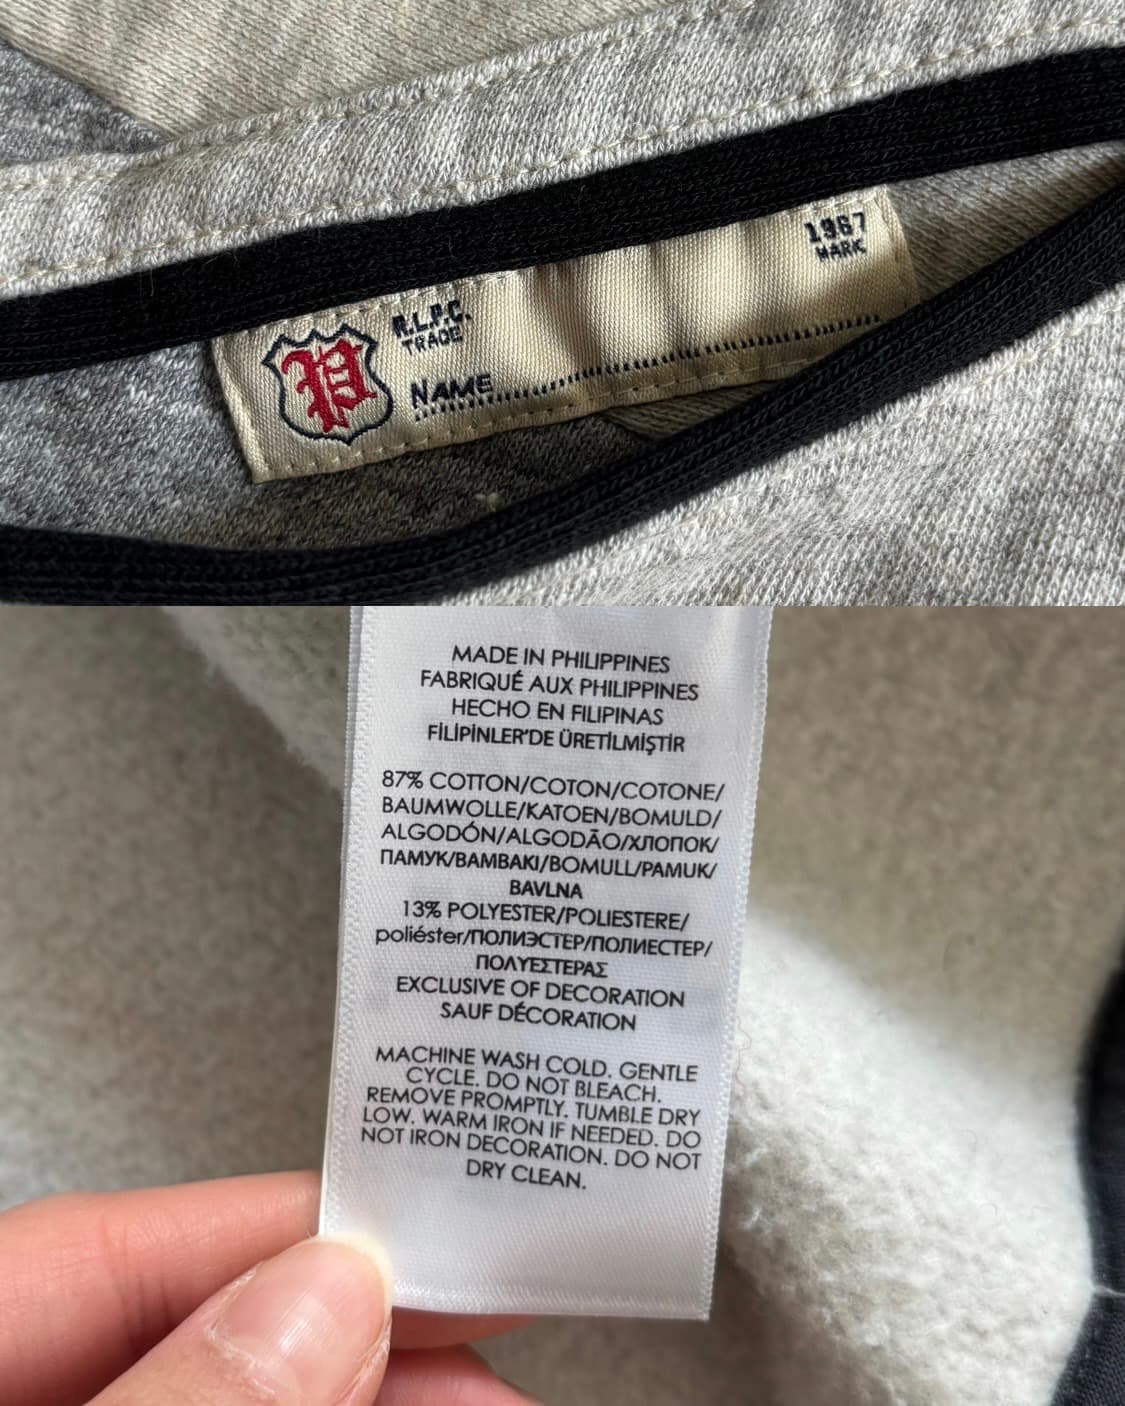 P
R.L.P.C.
TRADE
1967
MARK
NAME
MADE IN PHILIPPINES
FABRIQUÉ AUX PHILIPPINES
HECHO EN FILIPINAS
FİLİPİNLER'DE ÜRETİLMİŞTİR
87% COTTON/COTON/COTONE/
BAUMWOLLE/KATOEN/BOMULD/
ALGODÓN/ALGODÃO/ХЛОПОК/
ПАМУК/ΒΑΜΒΑΚΙ/BOMULL/PAMUK/
BAVLNA
13% POLYESTER/POLIESTERE/
poliéster/ПОЛИЭСТЕР/ПОЛИЕСТЕР/
ΠΟΛΥΕΣΤΕΡΑΣ
EXCLUSIVE OF DECORATION
SAUF DÉCORATION
MACHINE WASH COLD. GENTLE
CYCLE. DO NOT BLEACH.
REMOVE PROMPTLY. TUMBLE DRY
LOW. WARM IRON IF NEEDED. DO
NOT IRON DECORATION. DO NOT
DRY CLEAN.